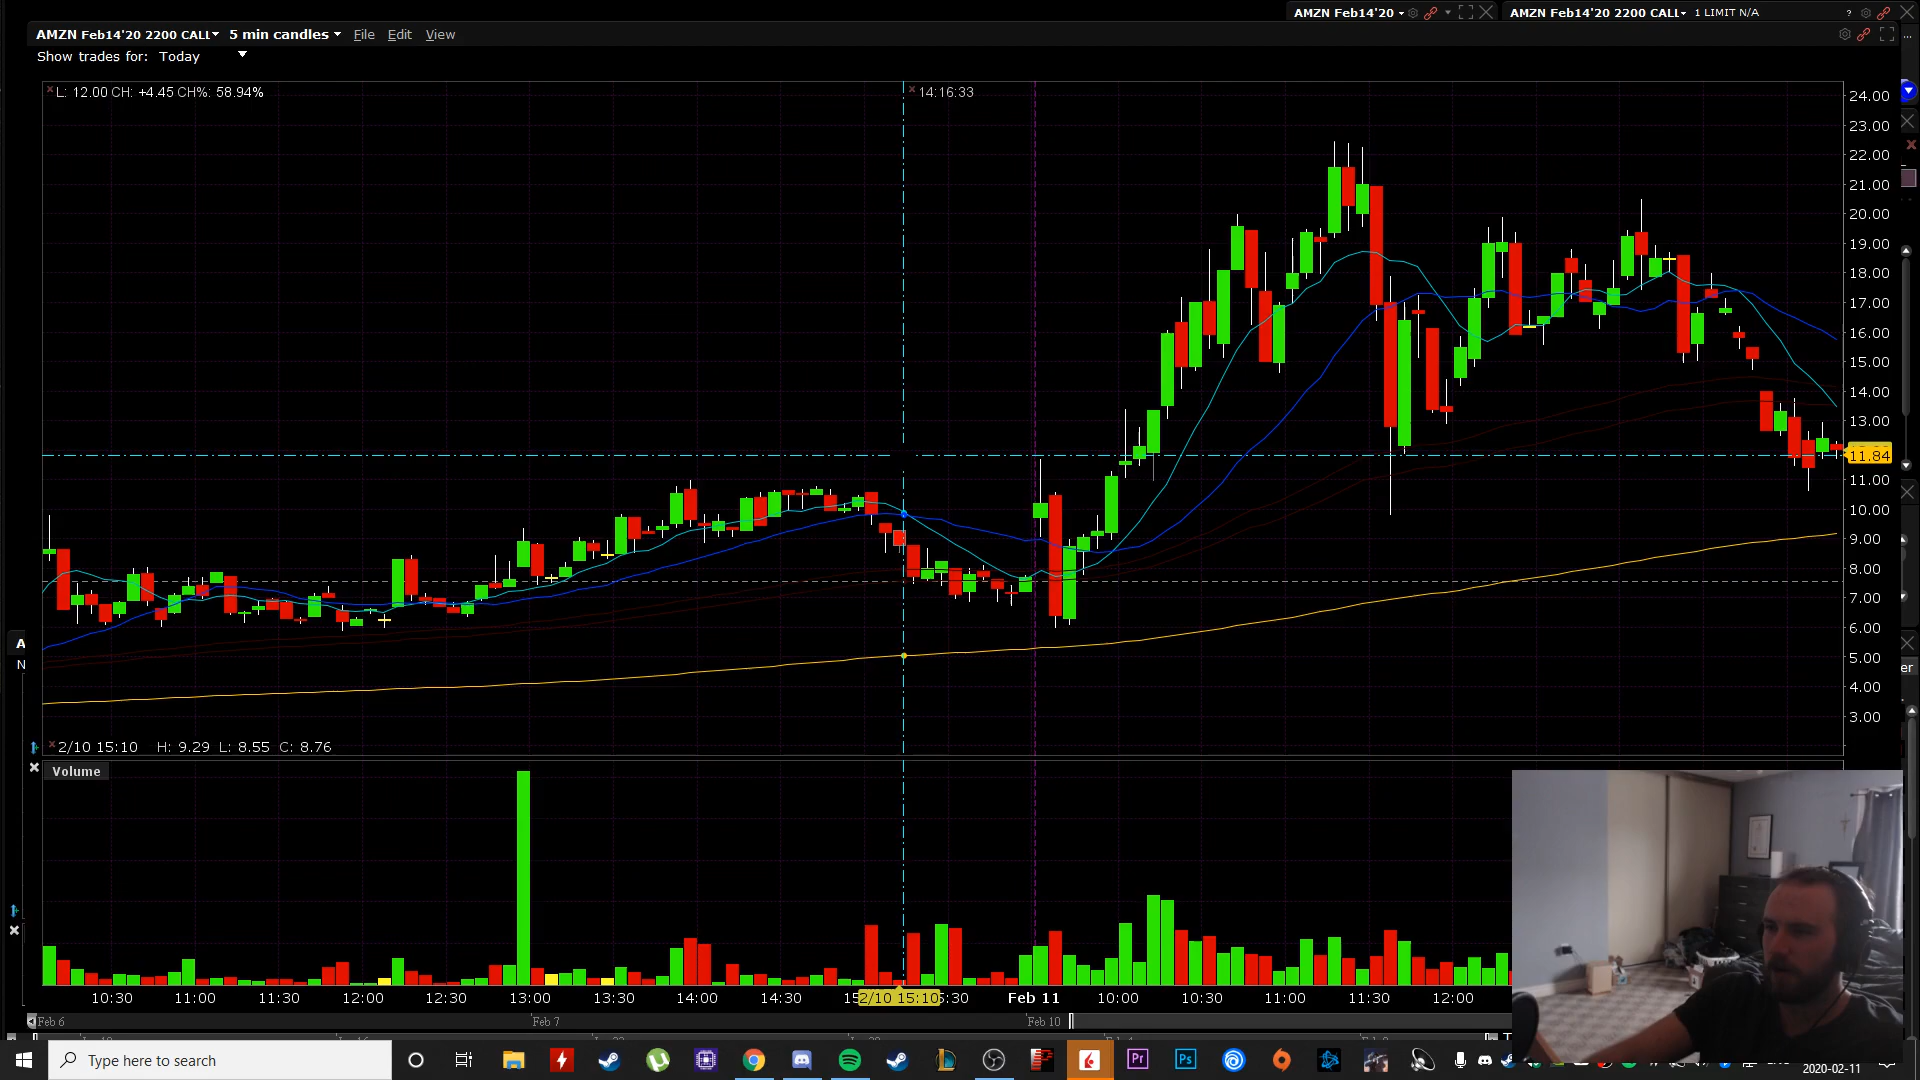 AMZN Feb14'20
AMZN Feb14'20 2200 CALL 1 LIMIT N/A
AMZN Feb14'20 2200 CALL 5 min candles File Edit View
Show trades for: Today
L: 12.00 CH: +4.45 CH%: 58.94%
14:16:33
24.00
23.00
22.00
21.00
20.00
19.00
18.00
17.00
16.00
15.00
14.00
13.00
11.84
11.00
10.00
9.00
8.00
7.00
6.00
5.00
4.00
3.00
A
N
er
2/10 15:10 H: 9.29 L: 8.55 C: 8.76
Volume
10:30 11:00 11:30 12:00 12:30 13:00 13:30 14:00 14:30 2/10 15:10 5:30 Feb 11 10:00 10:30 11:00 11:30 12:00
Feb 6 Feb 7 Feb 10
Type here to search
Pr
Ps
2020-02-11